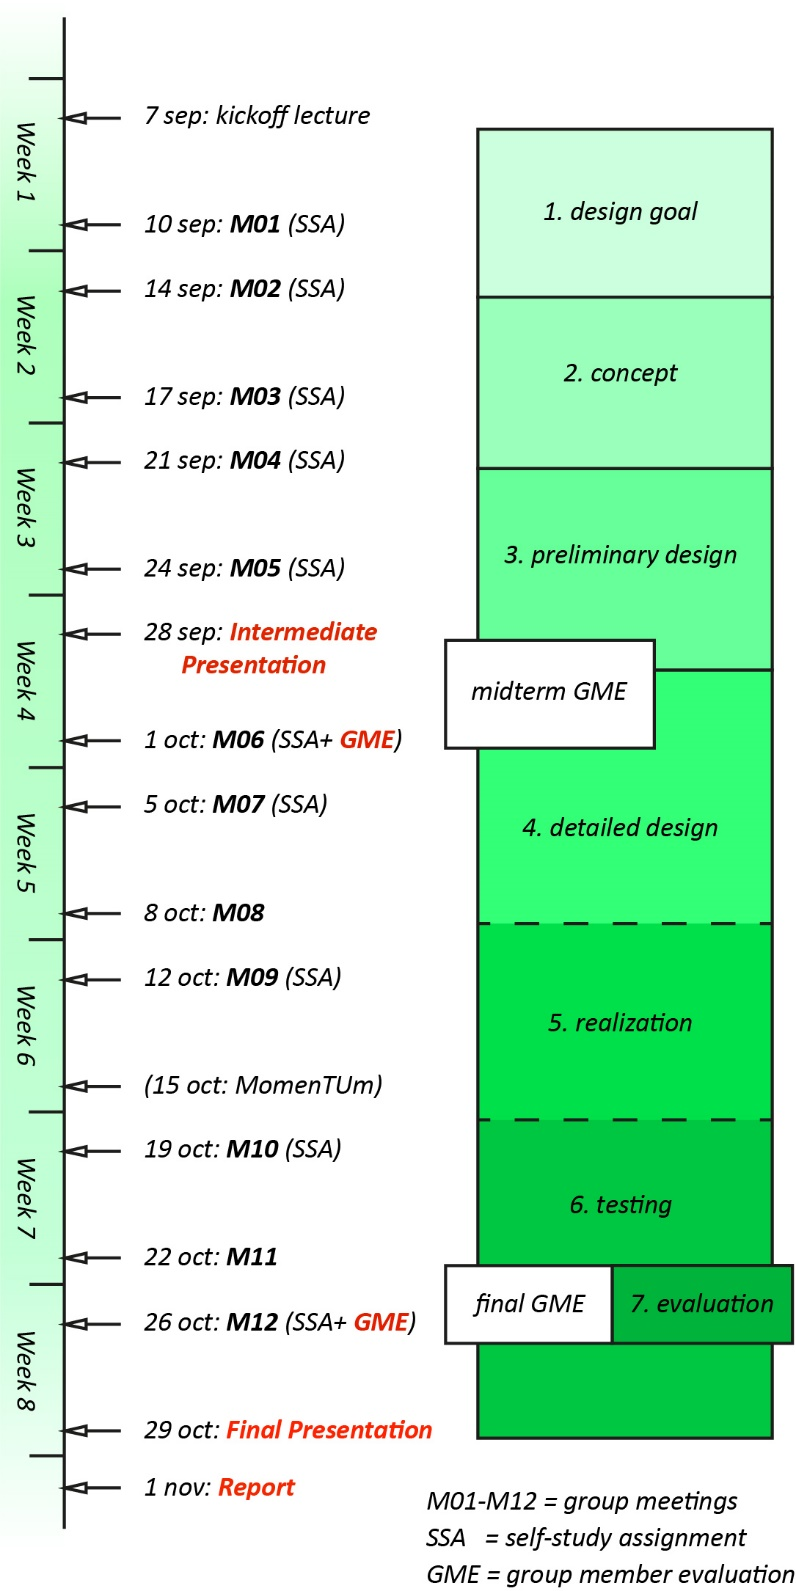 Week 1
Week 2
Week 3
Week 4
Week 5
Week 6
Week 7
Week 8
7 sep: kickoff lecture
10 sep: M01 (SSA)
14 sep: M02 (SSA)
17 sep: M03 (SSA)
21 sep: M04 (SSA)
24 sep: M05 (SSA)
28 sep: Intermediate
Presentation
1 oct: M06 (SSA+ GME)
5 oct: M07 (SSA)
8 oct: M08
12 oct: M09 (SSA)
(15 oct: MomenTUm)
19 oct: M10 (SSA)
22 oct: M11
26 oct: M12 (SSA+ GME)
29 oct: Final Presentation
1 nov: Report
1. design goal
2. concept
3. preliminary design
midterm GME
4. detailed design
5. realization
6. testing
final GME
7. evaluation
M01-M12 = group meetings
SSA = self-study assignment
GME = group member evaluation